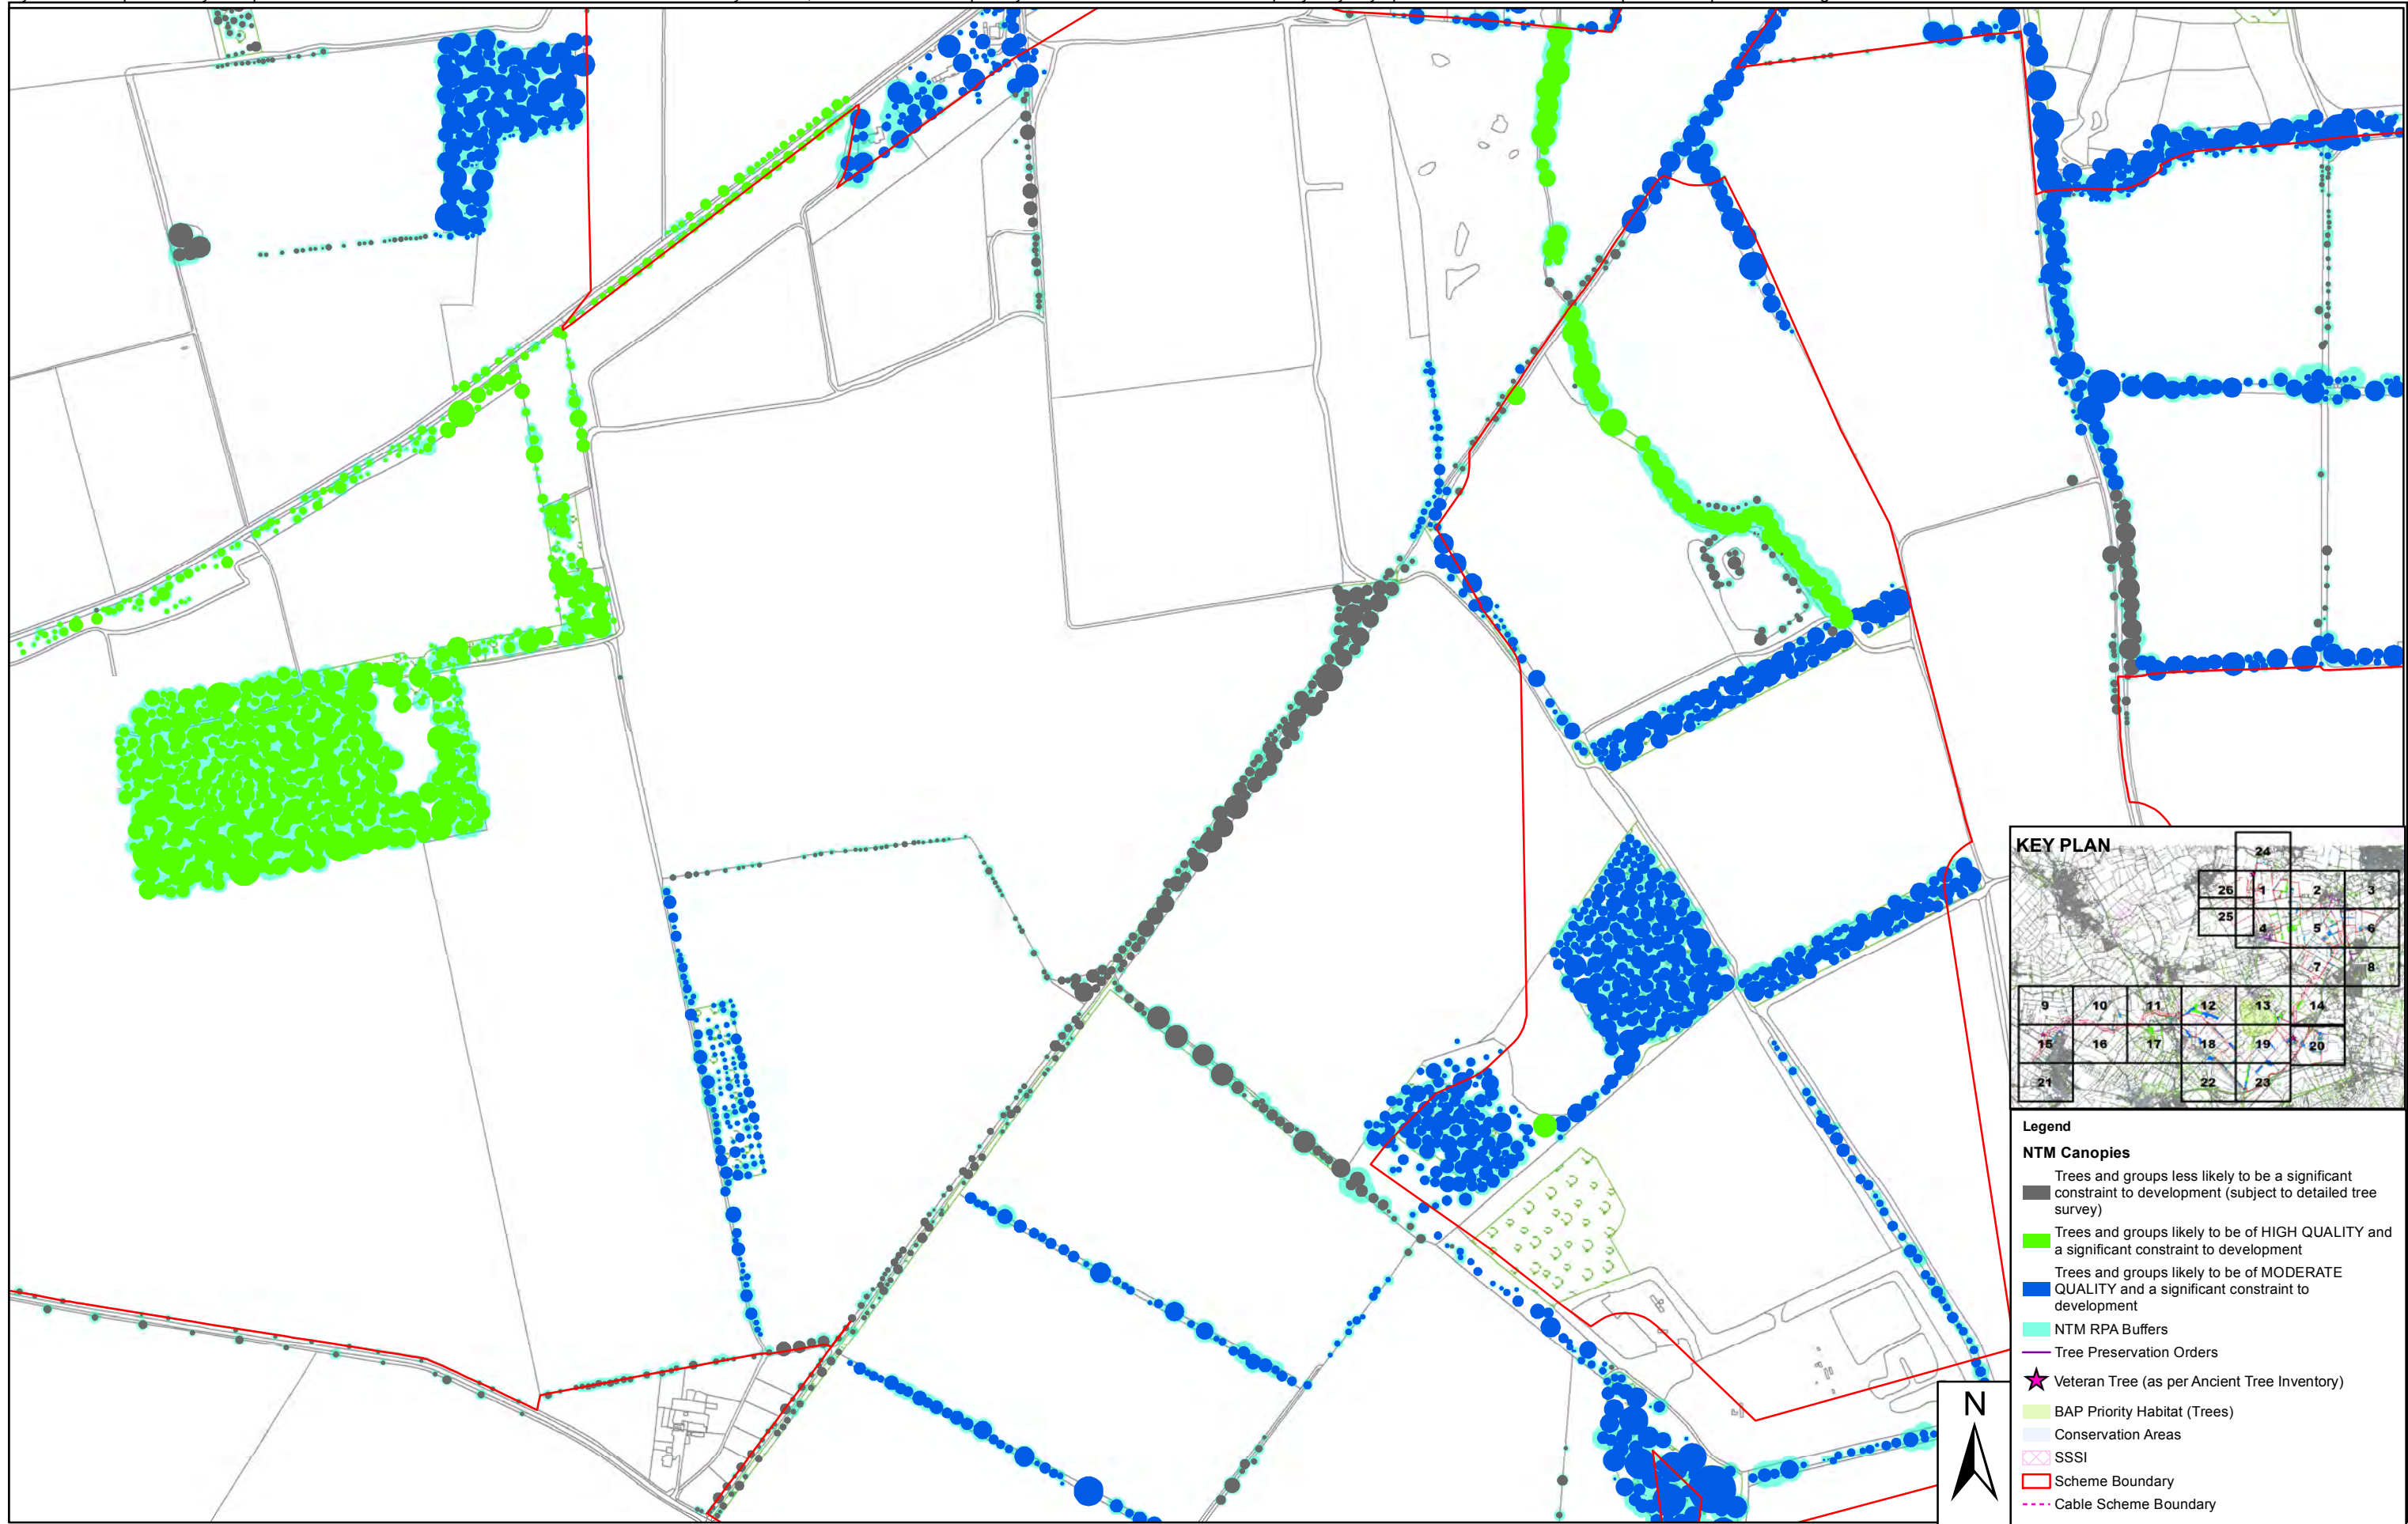 KEY PLAN
24
26 1 2 3
25 4 5 6
7 8
9 10 11 12 13 14
15 16 17 18 19 20
21 22 23
Legend
NTM Canopies
Trees and groups less likely to be a significant
constraint to development (subject to detailed tree
survey)
Trees and groups likely to be of HIGH QUALITY and
a significant constraint to development
Trees and groups likely to be of MODERATE
QUALITY and a significant constraint to
development
NTM RPA Buffers
Tree Preservation Orders
Veteran Tree (as per Ancient Tree Inventory)
BAP Priority Habitat (Trees)
Conservation Areas
SSSI
Scheme Boundary
Cable Scheme Boundary
N